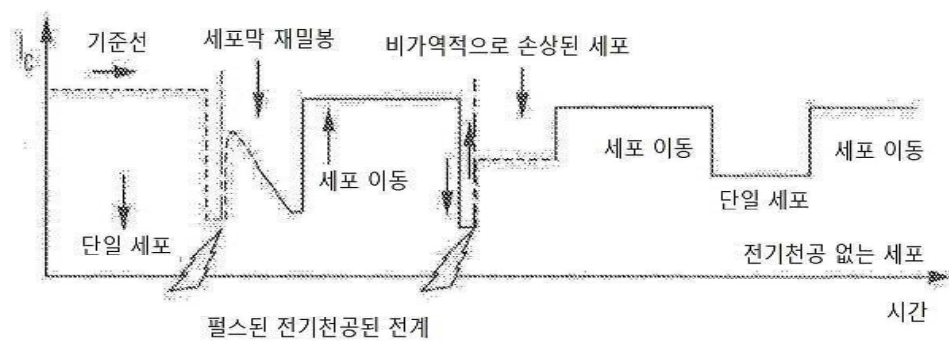 I_C
기준선
세포막 재밀봉
비가역적으로 손상된 세포
세포 이동
세포 이동
세포 이동
단일 세포
단일 세포
전기천공 없는 세포
시간
펄스된 전기천공된 전계